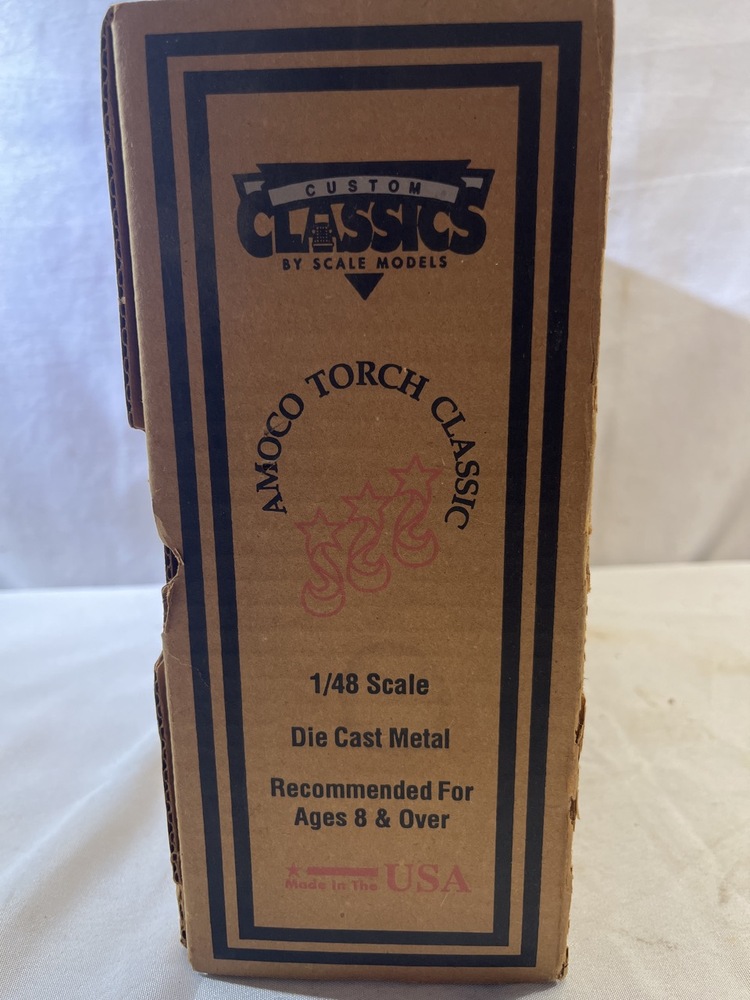 CUSTOM
CLASSICS
BY SCALE MODELS
AMOCO TORCH CLASSIC
1/48 Scale
Die Cast Metal
Recommended For
Ages 8 & Over
Made In The USA